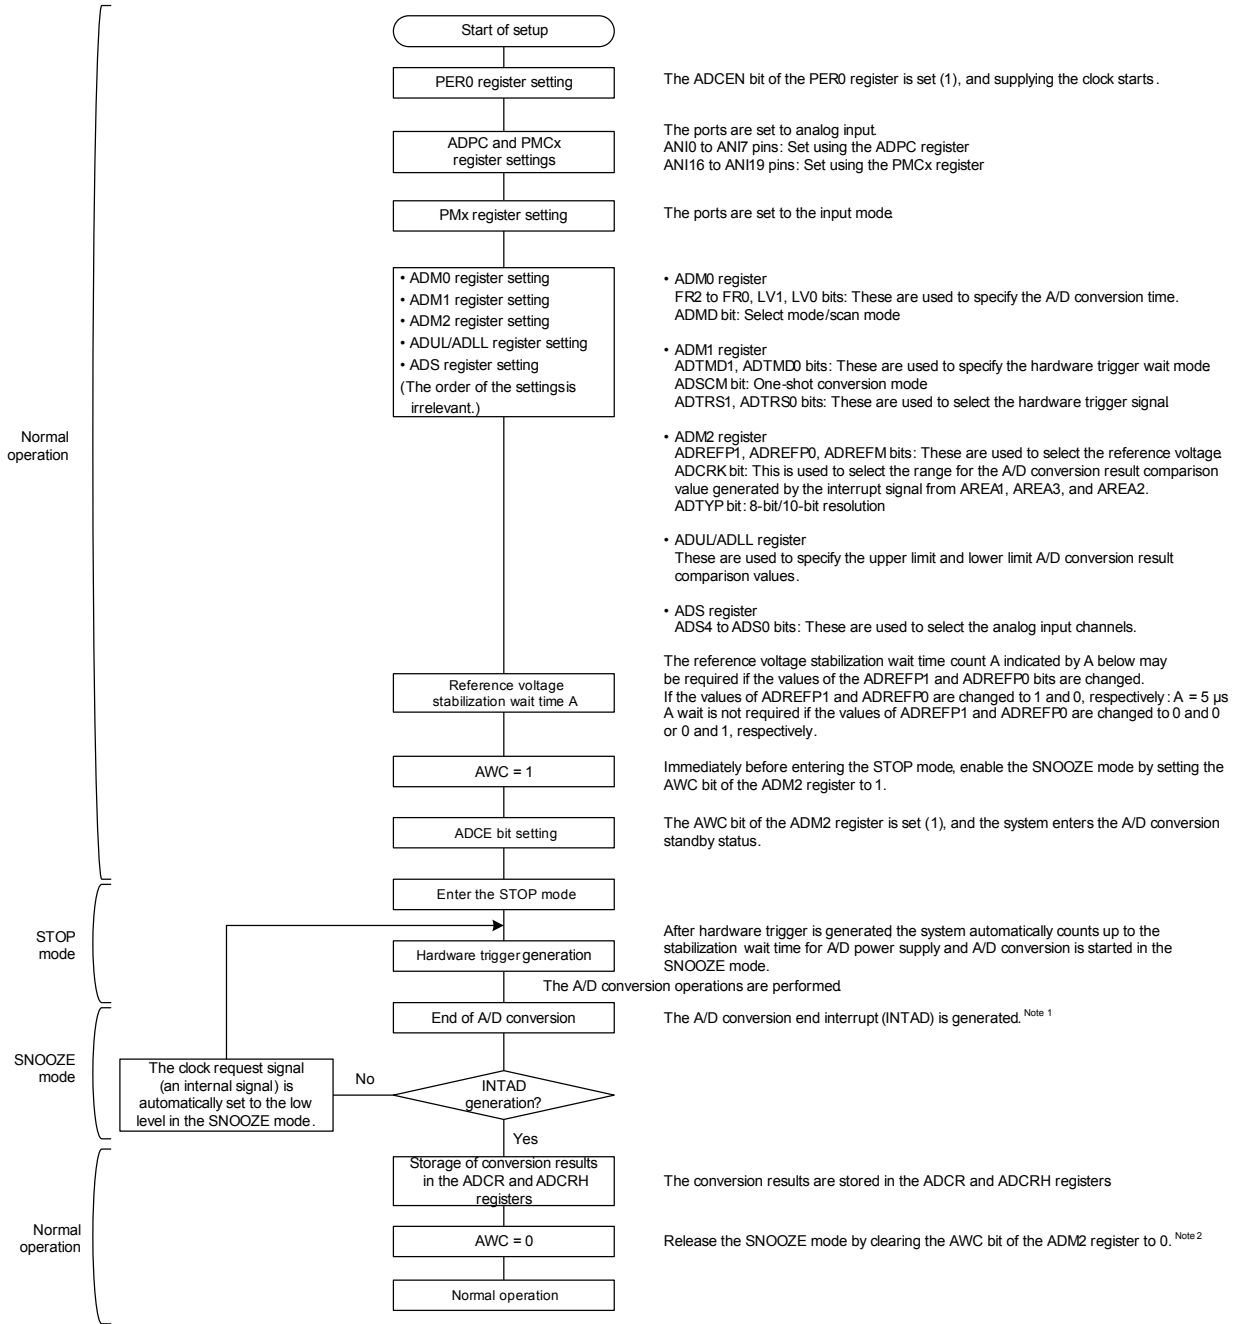 Start of setup
PER0 register setting
The ADCEN bit of the PER0 register is set (1), and supplying the clock starts.
ADPC and PMCx
register settings
The ports are set to analog input.
ANI0 to ANI7 pins: Set using the ADPC register
ANI16 to ANI19 pins: Set using the PMCx register
PMx register setting
The ports are set to the input mode.
• ADM0 register setting
• ADM1 register setting
• ADM2 register setting
• ADUL/ADLL register setting
• ADS register setting
(The order of the settings is
irrelevant.)
• ADM0 register
FR2 to FR0, LV1, LV0 bits: These are used to specify the A/D conversion time.
ADMD bit: Select mode/scan mode
• ADM1 register
ADTMD1, ADTMD0 bits: These are used to specify the hardware trigger wait mode
ADSCM bit: One-shot conversion mode
ADTRS1, ADTRS0 bits: These are used to select the hardware trigger signal.
Normal
operation
• ADM2 register
ADREFP1, ADREFP0, ADREFM bits: These are used to select the reference voltage.
ADCRK bit: This is used to select the range for the A/D conversion result comparison
value generated by the interrupt signal from AREA1, AREA3, and AREA2.
ADTYP bit: 8-bit/10-bit resolution
• ADUL/ADLL register
These are used to specify the upper limit and lower limit A/D conversion result
comparison values.
• ADS register
ADS4 to ADS0 bits: These are used to select the analog input channels.
Reference voltage
stabilization wait time A
The reference voltage stabilization wait time count A indicated by A below may
be required if the values of the ADREFP1 and ADREFP0 bits are changed.
If the values of ADREFP1 and ADREFP0 are changed to 1 and 0, respectively: A = 5 μs
A wait is not required if the values of ADREFP1 and ADREFP0 are changed to 0 and 0
or 0 and 1, respectively.
AWC = 1
Immediately before entering the STOP mode, enable the SNOOZE mode by setting the
AWC bit of the ADM2 register to 1.
ADCE bit setting
The AWC bit of the ADM2 register is set (1), and the system enters the A/D conversion
standby status.
Enter the STOP mode
STOP
mode
Hardware trigger generation
After hardware trigger is generated, the system automatically counts up to the
stabilization wait time for A/D power supply and A/D conversion is started in the
SNOOZE mode.
The A/D conversion operations are performed.
End of A/D conversion
The A/D conversion end interrupt (INTAD) is generated. Note 1
SNOOZE
mode
The clock request signal
(an internal signal) is
automatically set to the low
level in the SNOOZE mode.
No
INTAD
generation?
Yes
Storage of conversion results
in the ADCR and ADCRH
registers
The conversion results are stored in the ADCR and ADCRH registers
Normal
operation
AWC = 0
Release the SNOOZE mode by clearing the AWC bit of the ADM2 register to 0. Note 2
Normal operation